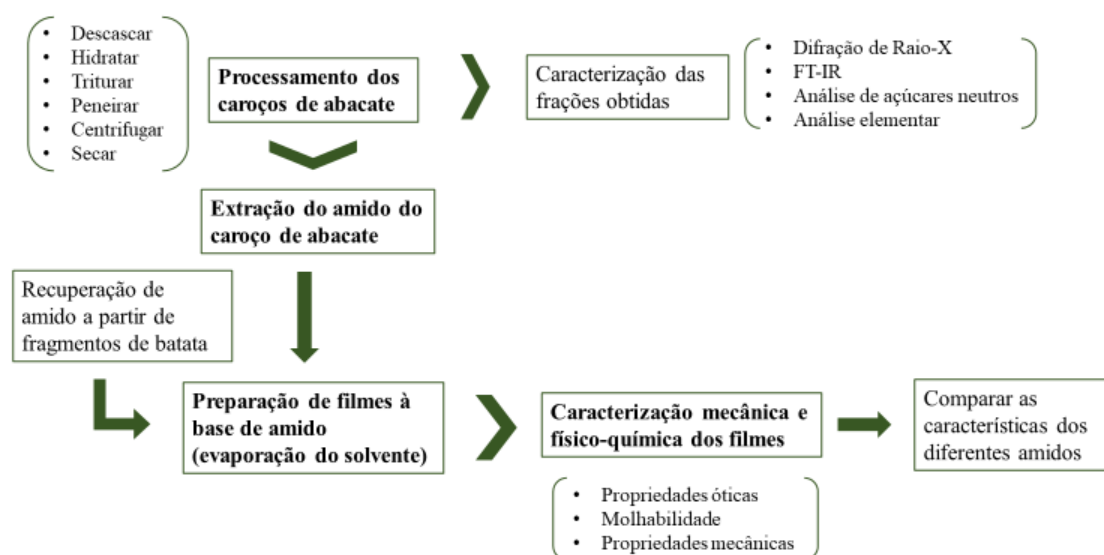 • Descascar
• Hidratar
• Triturar
• Peneirar
• Centrifugar
• Secar
Processamento dos
caroços de abacate
Caracterização das
frações obtidas
• Difração de Raio-X
• FT-IR
• Análise de açúcares neutros
• Análise elementar
Extração do amido do
caroço de abacate
Recuperação de
amido a partir de
fragmentos de batata
Preparação de filmes à
base de amido
(evaporação do solvente)
Caracterização mecânica e
físico-química dos filmes
• Propriedades óticas
• Molhabilidade
• Propriedades mecânicas
Comparar as
características dos
diferentes amidos